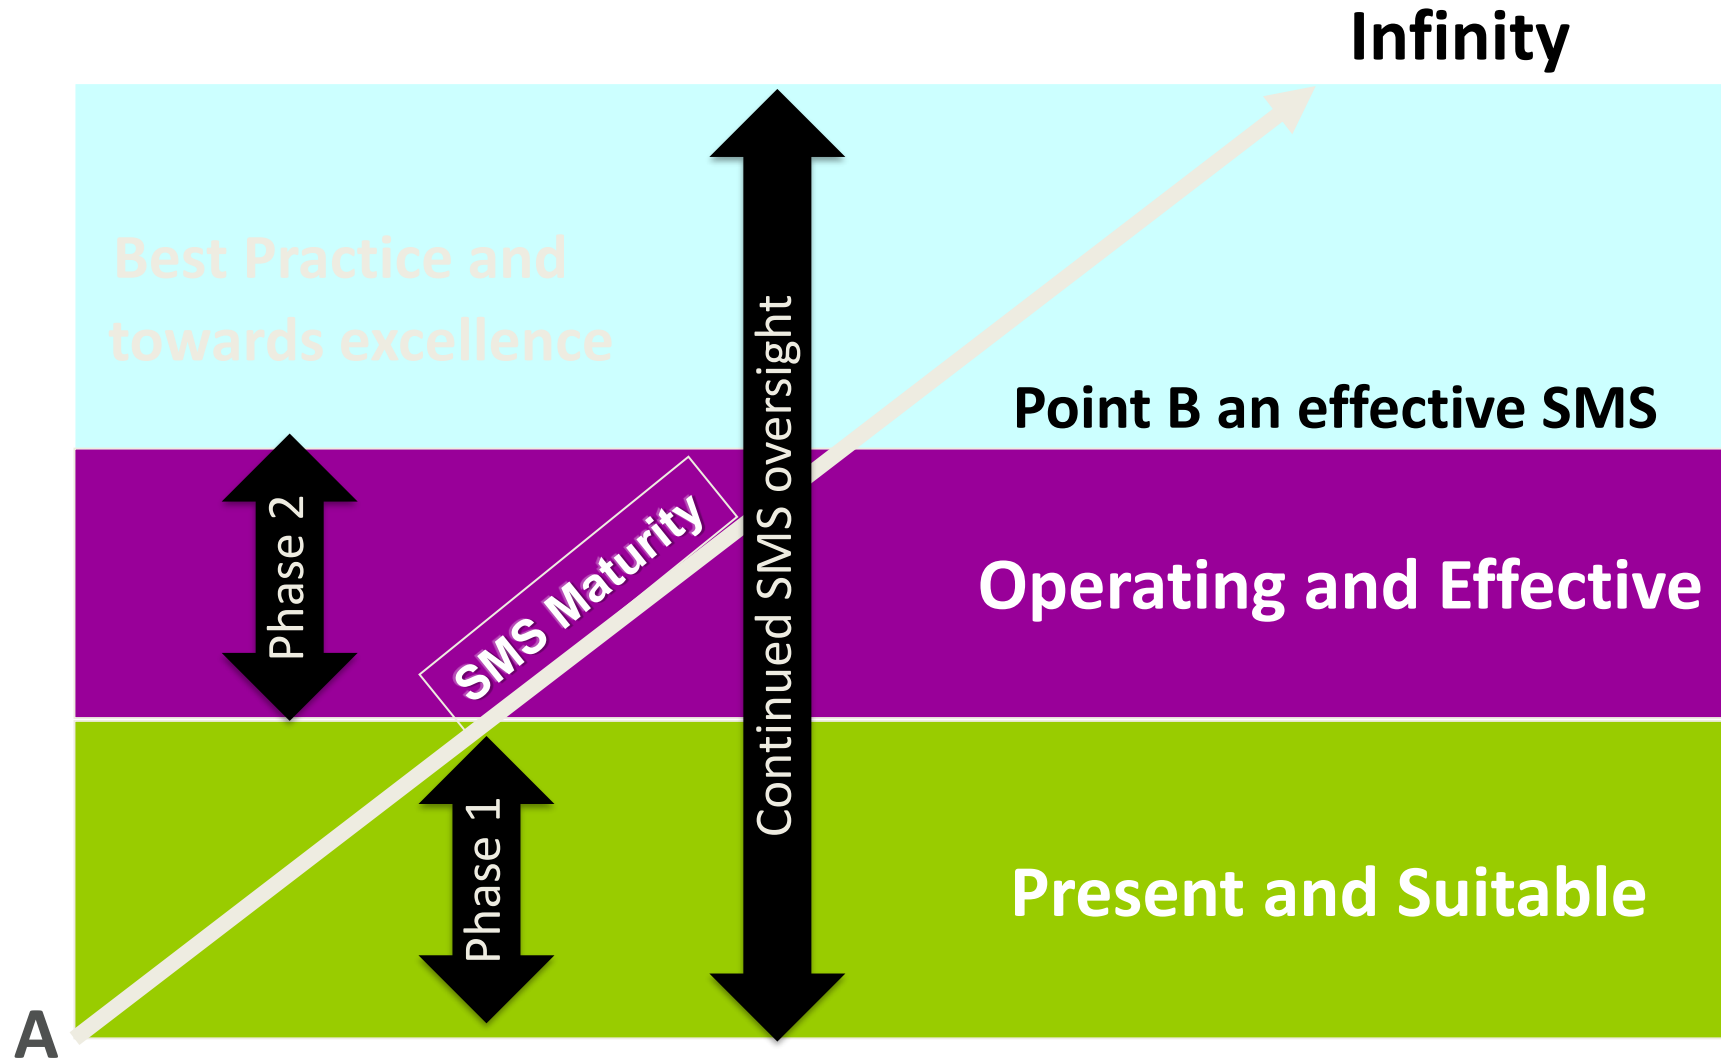 Infinity
Best Practice and
towards excellence
Point B an effective SMS
Continued SMS oversight
Phase 2
SMS Maturity
Operating and Effective
Phase 1
Present and Suitable
A